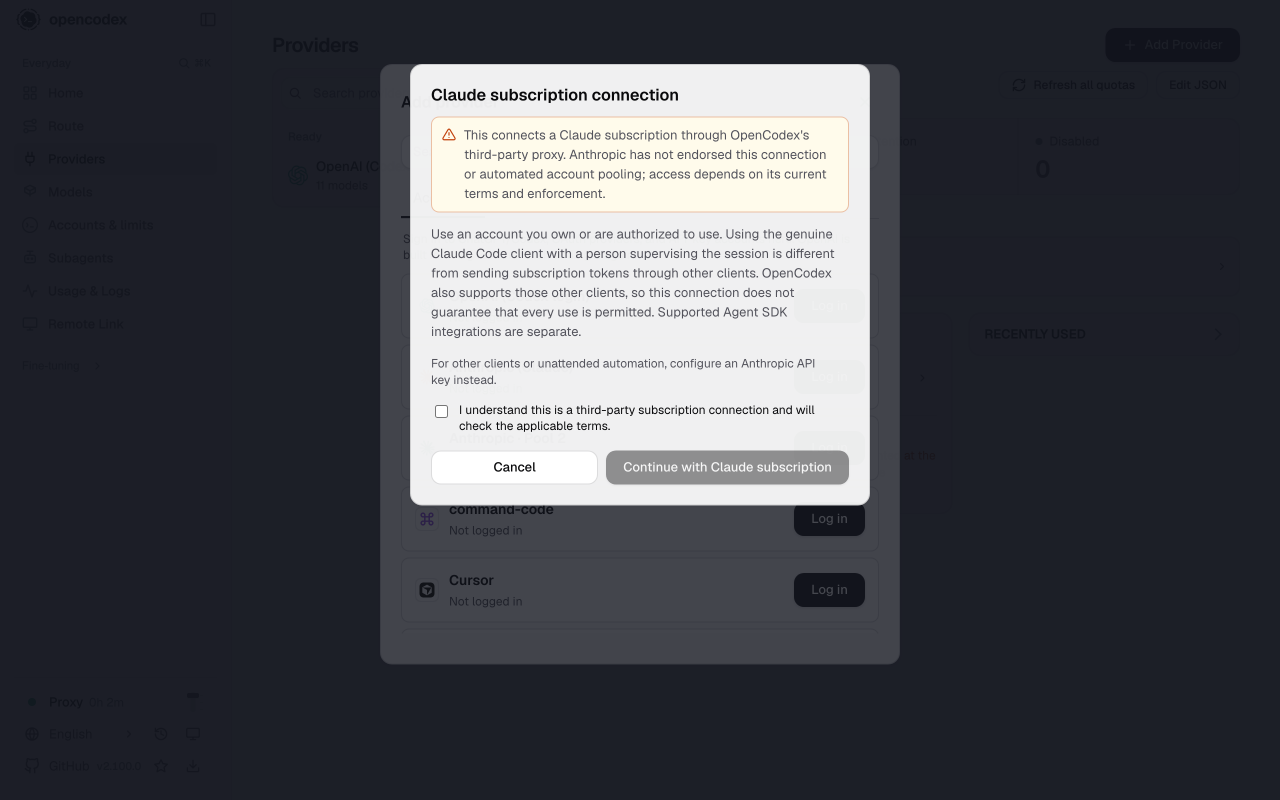 opencodex
Everyday
⌘K
Home
Route
Providers
Models
Accounts & limits
Subagents
Usage & Logs
Remote Link
Proxy
English
GitHub
Providers
Add Provider
Refresh all quotas
Edit JSON
Ready
OpenAI
Disabled
0
RECENTLY USED
Claude subscription connection
This connects a Claude subscription through OpenCodex's
third-party proxy. Anthropic has not endorsed this connection
or automated account pooling; access depends on its current
terms and enforcement.
Use an account you own or are authorized to use. Using the genuine
Claude Code client with a person supervising the session is different
from sending subscription tokens through other clients. OpenCodex
also supports those other clients, so this connection does not
guarantee that every use is permitted. Supported Agent SDK
integrations are separate.
For other clients or unattended automation, configure an Anthropic API
key instead.
I understand this is a third-party subscription connection and will
check the applicable terms.
Cancel
Continue with Claude subscription
command-code
Not logged in
Log in
Cursor
Not logged in
Log in